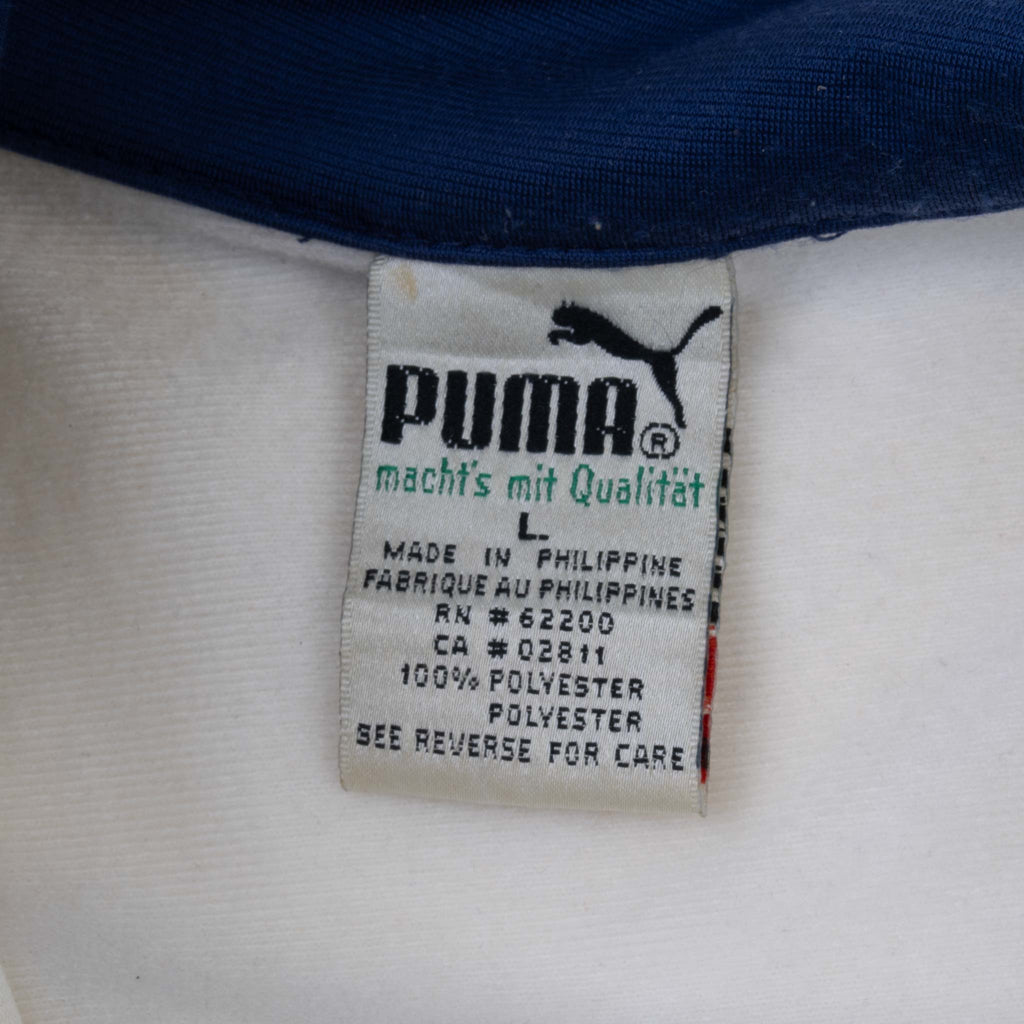 PUMA®
macht's mit Qualität
L.
MADE IN PHILIPPINE
FABRIQUE AU PHILIPPINES
RN # 62200
CA # 02811
100% POLYESTER
POLYESTER
SEE REVERSE FOR CARE